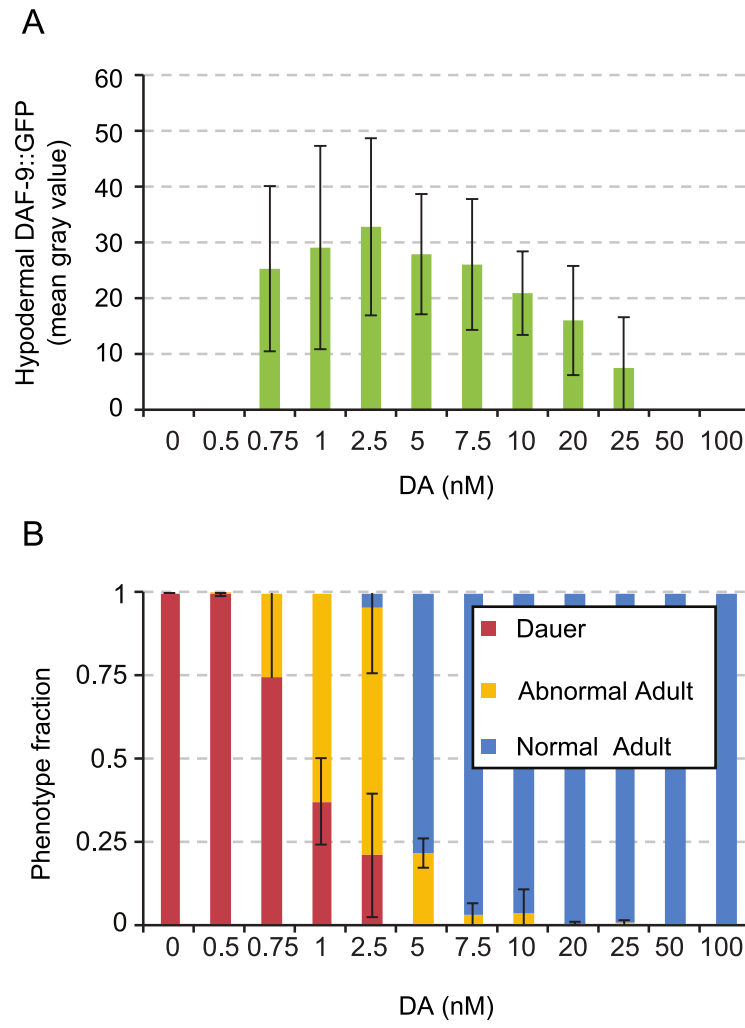 A
Hypodermal DAF-9::GFP
(mean gray value)
60
50
40
30
20
10
0
0 0.5 0.75 1 2.5 5 7.5 10 20 25 50 100
DA (nM)
B
Phenotype fraction
1
0.75
0.5
0.25
0
Dauer
Abnormal Adult
Normal Adult
0 0.5 0.75 1 2.5 5 7.5 10 20 25 50 100
DA (nM)